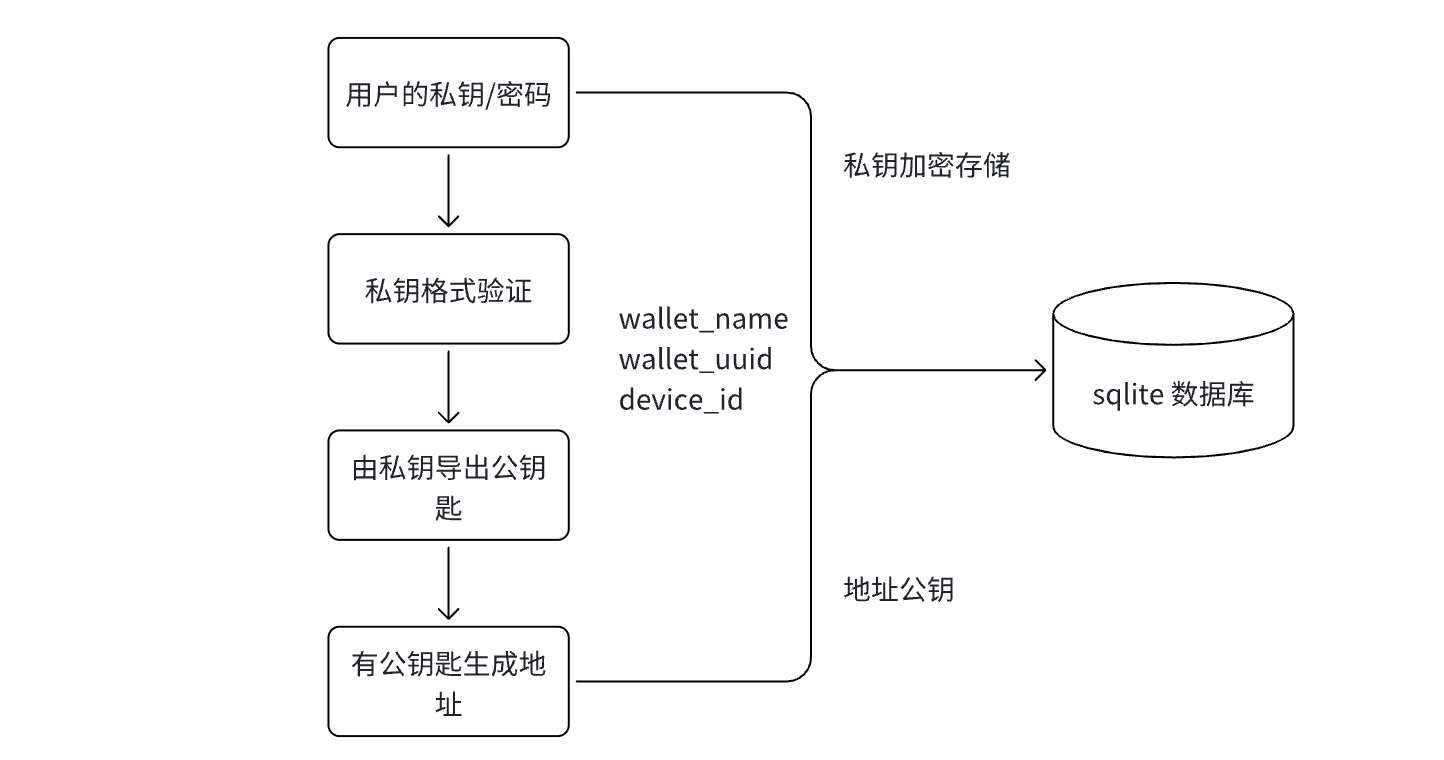 用户的私钥/密码
私钥加密存储
私钥格式验证
wallet_name
wallet_uuid
device_id
sqlite 数据库
由私钥导出公钥
匙
地址公钥
有公钥匙生成地
址